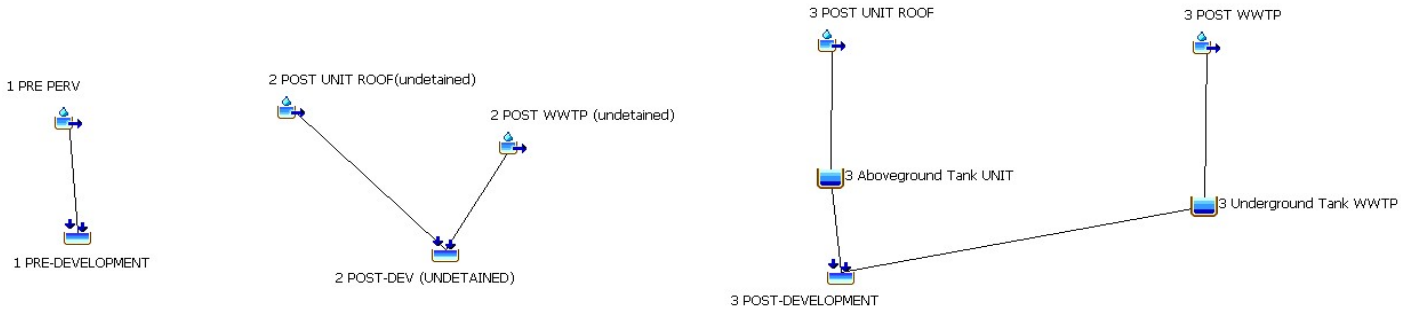 1 PRE PERV
1 PRE-DEVELOPMENT
2 POST UNIT ROOF(undetained)
2 POST WWTP (undetained)
2 POST-DEV (UNDETAINED)
3 POST UNIT ROOF
3 POST WWTP
3 Aboveground Tank UNIT
3 Underground Tank WWTP
3 POST-DEVELOPMENT